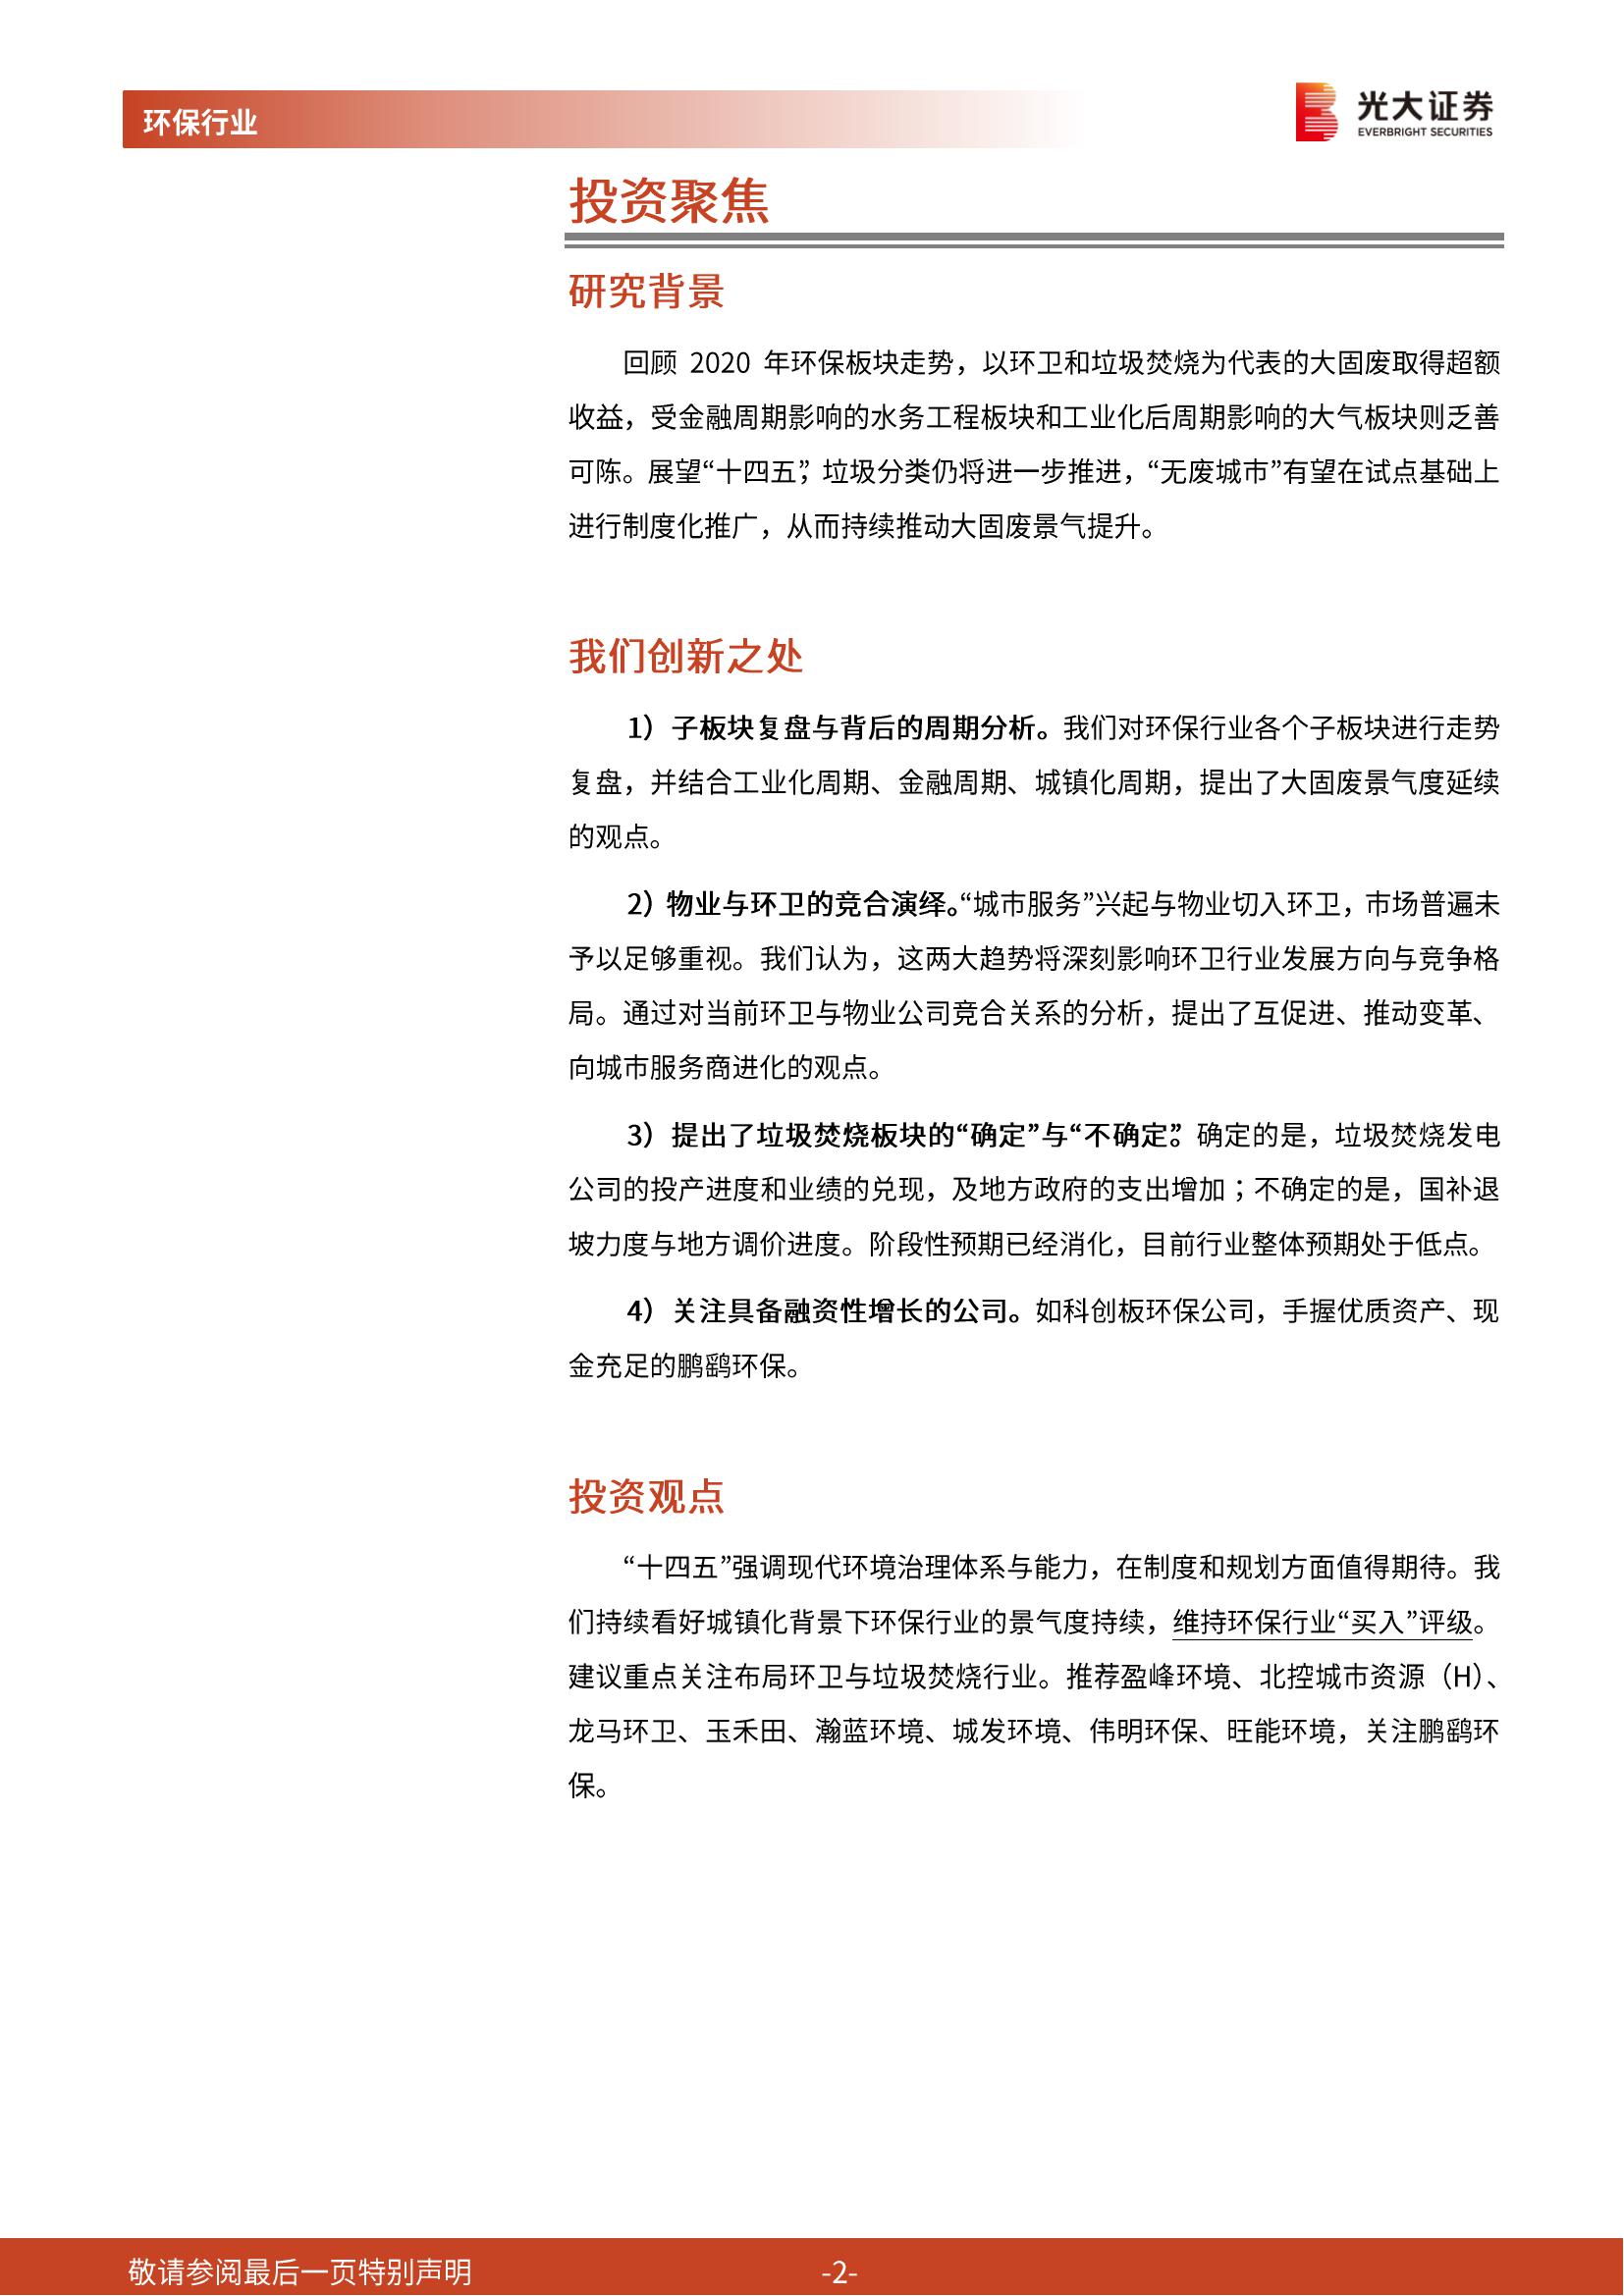 环保行业
光大证券
EVERBRIGHT SECURITIES
投资聚焦
研究背景
回顾 2020 年环保板块走势，以环卫和垃圾焚烧为代表的大固废取得超额
收益，受金融周期影响的水务工程板块和工业化后周期影响的大气板块则乏善
可陈。展望“十四五”，垃圾分类仍将进一步推进，“无废城市”有望在试点基础上
进行制度化推广，从而持续推动大固废景气提升。
我们创新之处
1）子板块复盘与背后的周期分析。我们对环保行业各个子板块进行走势
复盘，并结合工业化周期、金融周期、城镇化周期，提出了大固废景气度延续
的观点。
2）物业与环卫的竞合演绎。“城市服务”兴起与物业切入环卫，市场普遍未
予以足够重视。我们认为，这两大趋势将深刻影响环卫行业发展方向与竞争格
局。通过对当前环卫与物业公司竞合关系的分析，提出了互促进、推动变革、
向城市服务商进化的观点。
3）提出了垃圾焚烧板块的“确定”与“不确定”。确定的是，垃圾焚烧发电
公司的投产进度和业绩的兑现，及地方政府的支出增加；不确定的是，国补退
坡力度与地方调价进度。阶段性预期已经消化，目前行业整体预期处于低点。
4）关注具备融资性增长的公司。如科创板环保公司，手握优质资产、现
金充足的鹏鹞环保。
投资观点
“十四五”强调现代环境治理体系与能力，在制度和规划方面值得期待。我
们持续看好城镇化背景下环保行业的景气度持续，维持环保行业“买入”评级。
建议重点关注布局环卫与垃圾焚烧行业。推荐盈峰环境、北控城市资源（H）、
龙马环卫、玉禾田、瀚蓝环境、城发环境、伟明环保、旺能环境，关注鹏鹞环
保。
敬请参阅最后一页特别声明
-2-